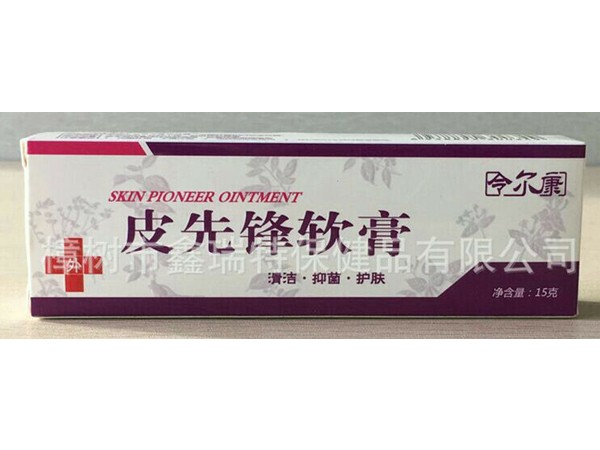 SKIN PIONEER OINTMENT
令尔康
皮先锋软膏
樟树市鑫瑞特保健品有限公司
外
清洁·抑菌·护肤
净含量：15克